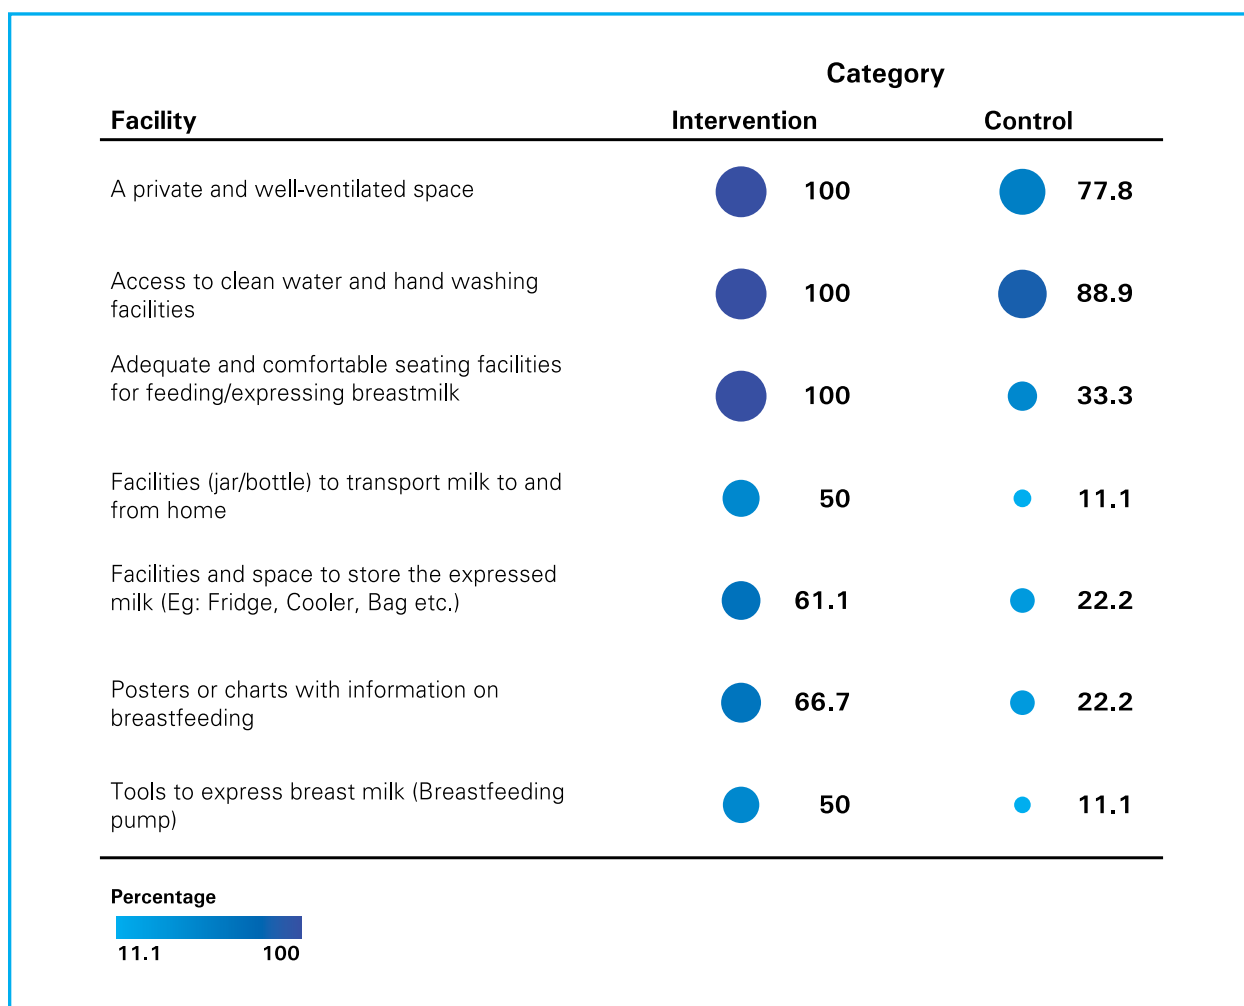 Category
Facility Intervention Control
A private and well-ventilated space 100 77.8
Access to clean water and hand washing
facilities 100 88.9
Adequate and comfortable seating facilities
for feeding/expressing breastmilk 100 33.3
Facilities (jar/bottle) to transport milk to and
from home 50 11.1
Facilities and space to store the expressed
milk (Eg: Fridge, Cooler, Bag etc.) 61.1 22.2
Posters or charts with information on
breastfeeding 66.7 22.2
Tools to express breast milk (Breastfeeding
pump) 50 11.1
Percentage
11.1 100